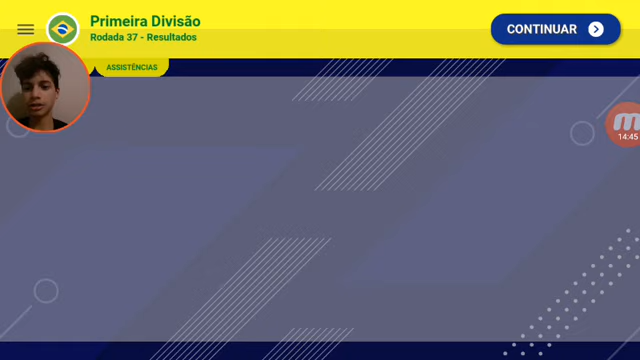 Primeira Divisão
Rodada 37 - Resultados
CONTINUAR
ASSISTÊNCIAS
14:45